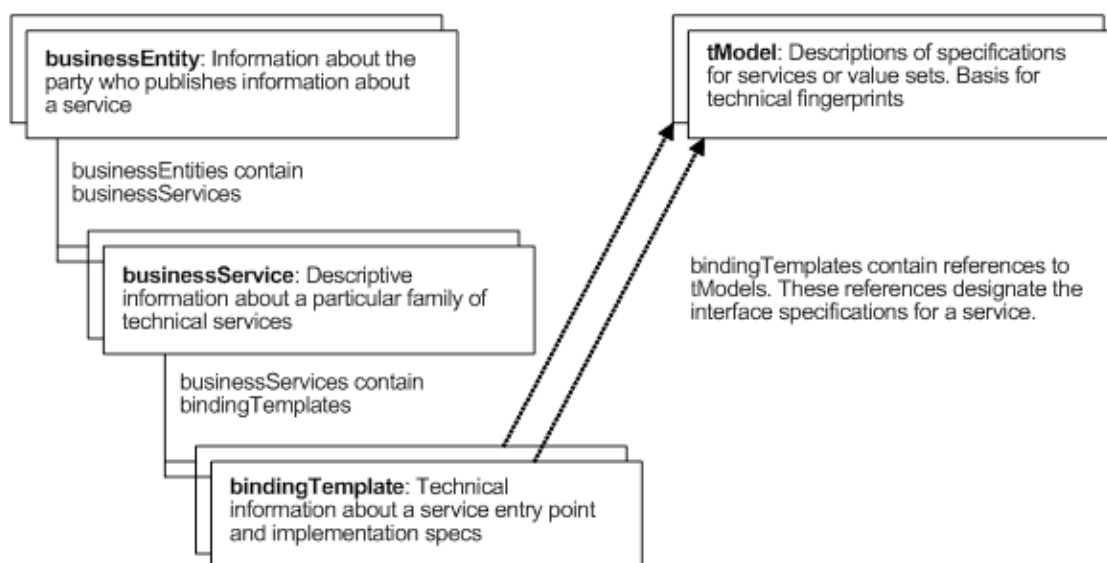 businessEntity: Information about the
party who publishes information about
a service
tModel: Descriptions of specifications
for services or value sets. Basis for
technical fingerprints
businessEntities contain
businessServices
businessService: Descriptive
information about a particular family of
technical services
bindingTemplates contain references to
tModels. These references designate the
interface specifications for a service.
businessServices contain
bindingTemplates
bindingTemplate: Technical
information about a service entry point
and implementation specs